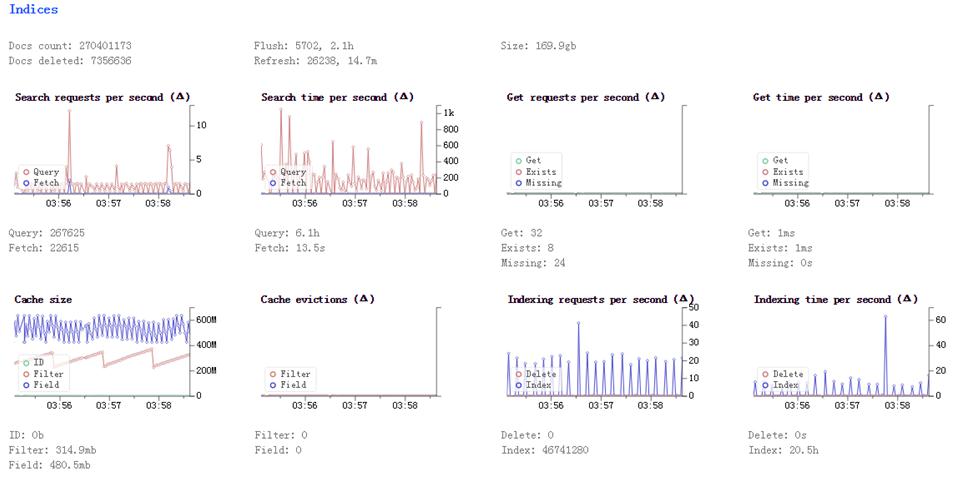 Indices
Docs count: 270401173
Docs deleted: 7356636
Flush: 5702, 2.1h
Refresh: 26238, 14.7m
Size: 169.9gb
Search requests per second (Δ)
10
5
0
Query
Fetch
03:56 03:57 03:58
Query: 267625
Fetch: 22615
Search time per second (Δ)
1k
800
600
400
200
0
Query
Fetch
03:56 03:57 03:58
Query: 6.1h
Fetch: 13.5s
Get requests per second (Δ)
Get
Exists
Missing
03:56 03:57 03:58
Get: 32
Exists: 8
Missing: 24
Get time per second (Δ)
Get
Exists
Missing
03:56 03:57 03:58
Get: 1ms
Exists: 1ms
Missing: 0s
Cache size
600M
400M
200M
0
ID
Filter
Field
03:56 03:57 03:58
ID: 0b
Filter: 314.9mb
Field: 480.5mb
Cache evictions (Δ)
Filter
Field
03:56 03:57 03:58
Filter: 0
Field: 0
Indexing requests per second (Δ)
50
40
30
20
10
0
Delete
Index
03:56 03:57 03:58
Delete: 0
Index: 46741280
Indexing time per second (Δ)
60
40
20
0
Delete
Index
03:56 03:57 03:58
Delete: 0s
Index: 20.5h